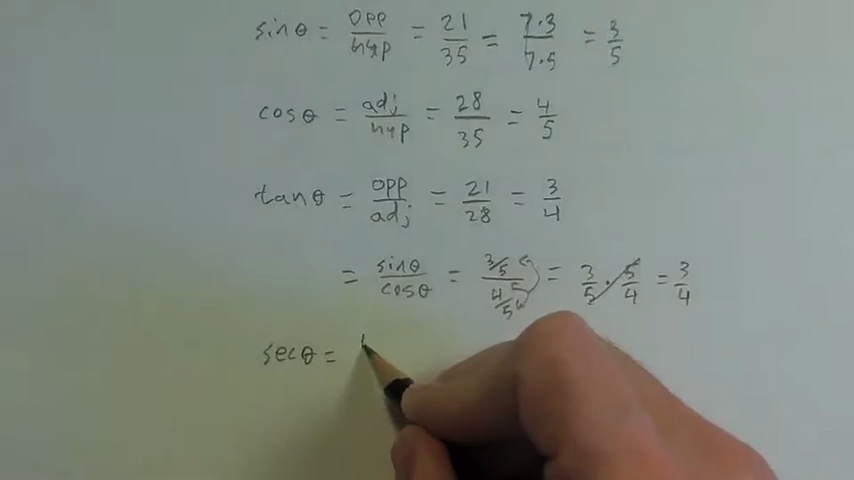 sinθ = opp/hyp = 21/35 = 7·3/7·5 = 3/5
cosθ = adj/hyp = 28/35 = 4/5
tanθ = opp/adj = 21/28 = 3/4
= sinθ/cosθ = 3/5/4/5 = 3/5 · 5/4 = 3/4
secθ =